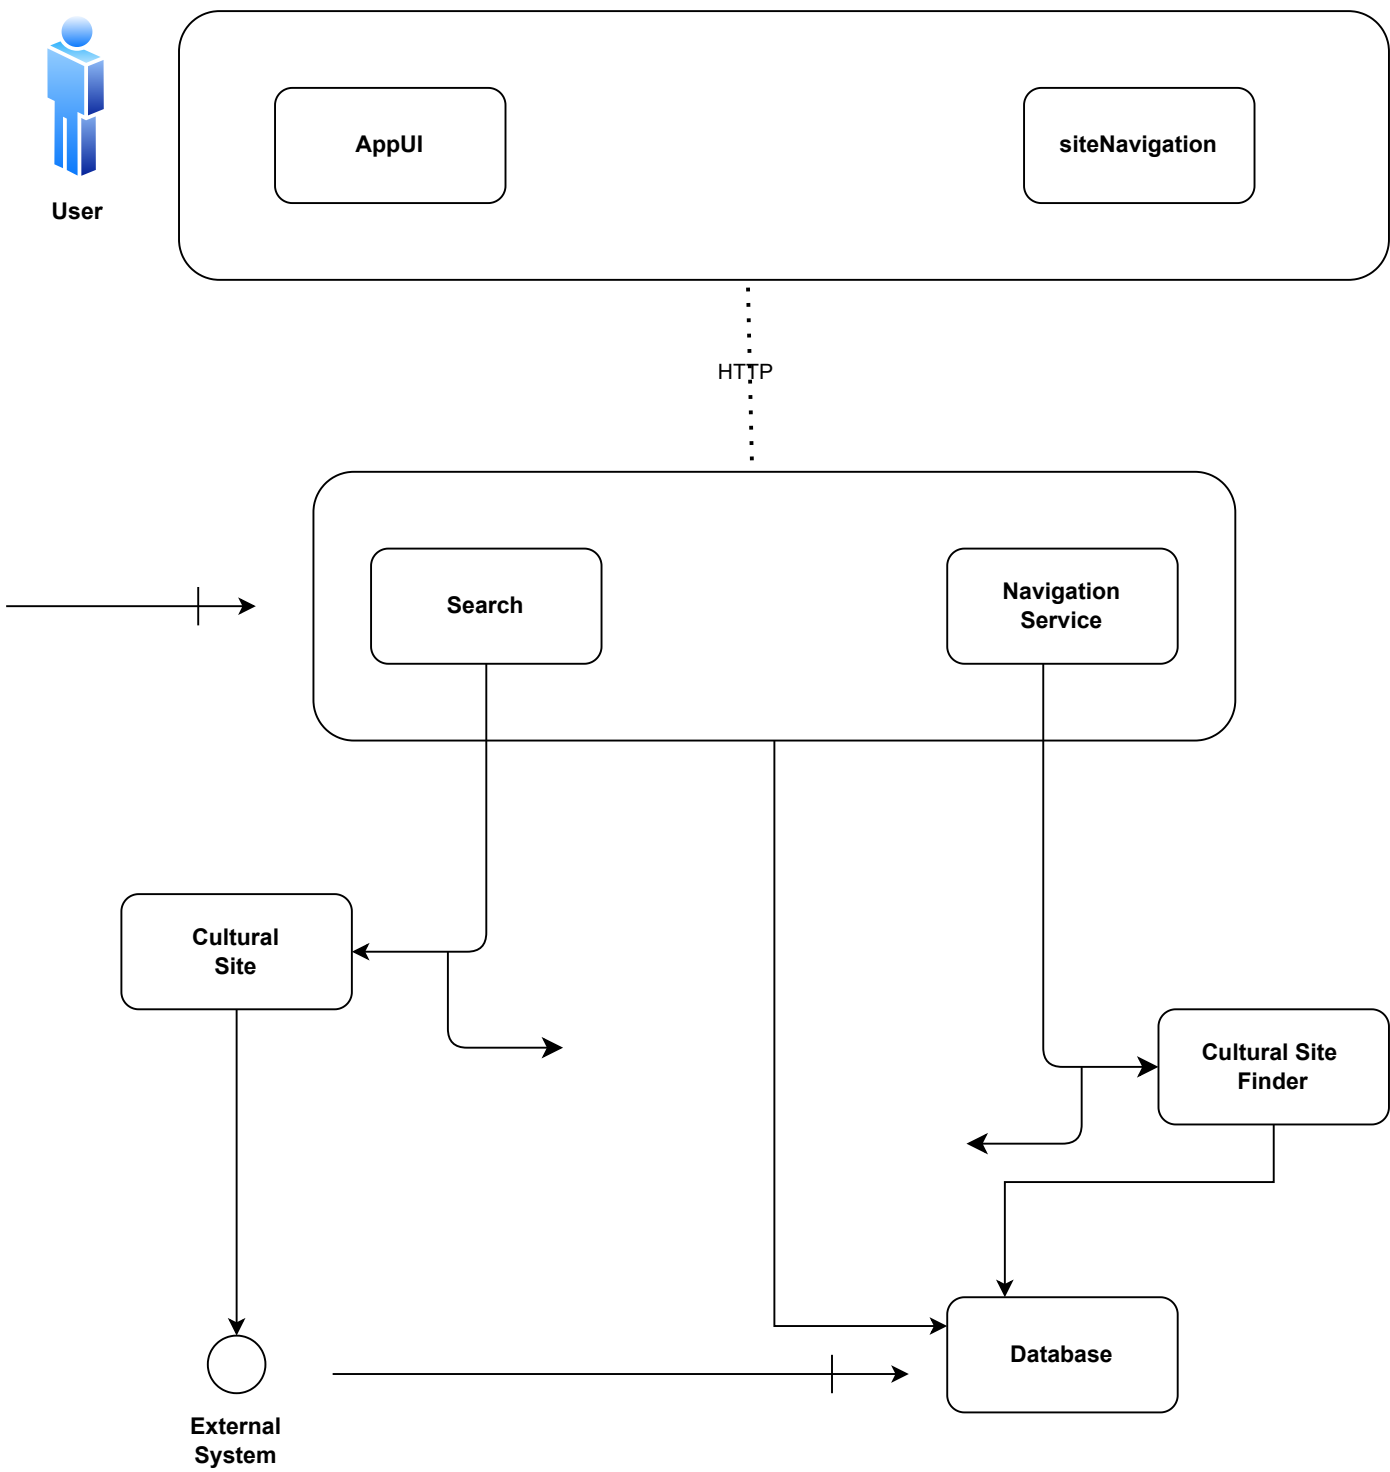 AppUI
siteNavigation
User
HTTP
Search
Navigation
Service
Cultural
Site
Cultural Site
Finder
Database
External
System